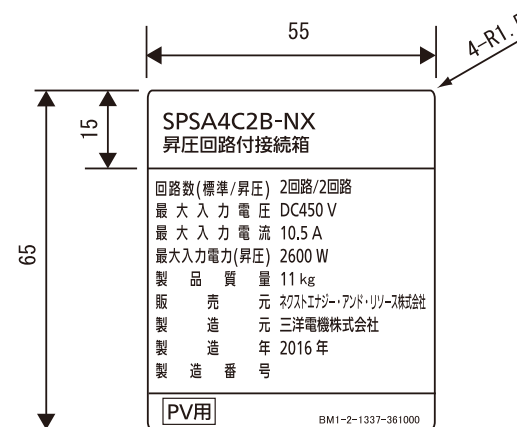 55
4-R1.5
15
65
SPSA4C2B-NX
昇圧回路付接続箱
回路数(標準/昇圧) 2回路/2回路
最大入力電圧 DC450 V
最大入力電流 10.5 A
最大入力電力(昇圧) 2600 W
製品質量 11 kg
販売元 ネクストエナジー・アンド・リソース株式会社
製造元 三洋電機株式会社
製造年 2016 年
製造番号
PV用
BM1-2-1337-361000